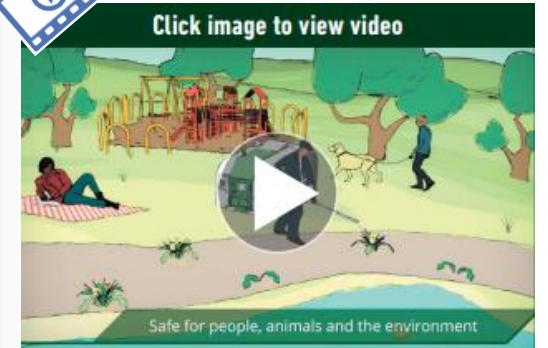 Click image to view video
Safe for people, animals and the environment